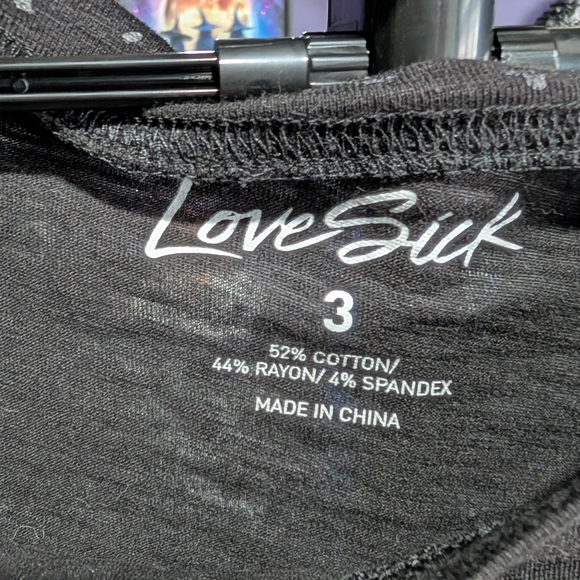 LoveSick
3
52% COTTON/
44% RAYON/ 4% SPANDEX
MADE IN CHINA